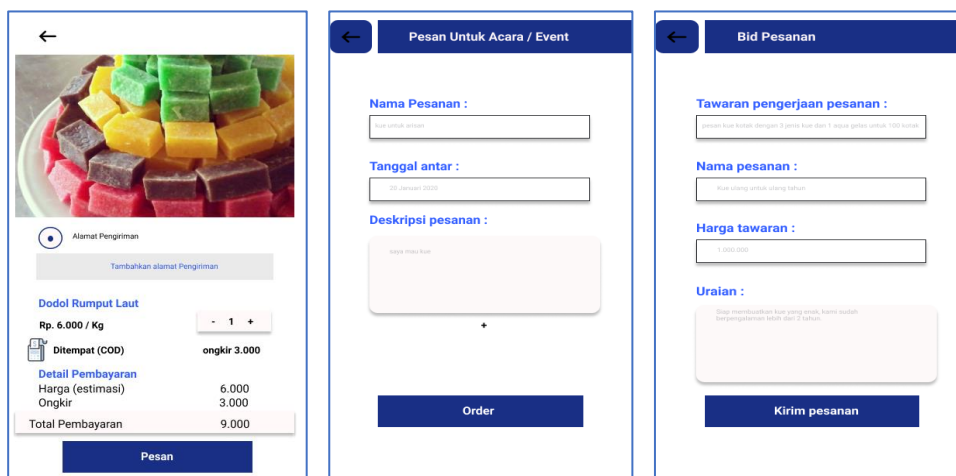 Alamat Pengiriman
Tambahkan alamat Pengiriman
Dodol Rumput Laut
Rp. 6.000 / Kg
- 1 +
Ditempat (COD) ongkir 3.000
Detail Pembayaran
Harga (estimasi) 6.000
Ongkir 3.000
Total Pembayaran 9.000
Pesan
Pesan Untuk Acara / Event
Nama Pesanan :
kue untuk arisan
Tanggal antar :
20 Januari 2020
Deskripsi pesanan :
saya mau kue
+
Order
Bid Pesanan
Tawaran pengerjaan pesanan :
pesan kue kotak dengan 3 jenis kue dan 1 aqua gelas untuk 100 kotak
Nama pesanan :
Kue ulang untuk ulang tahun
Harga tawaran :
1.000.000
Uraian :
Siap membuatkan kue yang enak, kami sudah
berpengalaman lebih dari 3 tahun.
Kirim pesanan